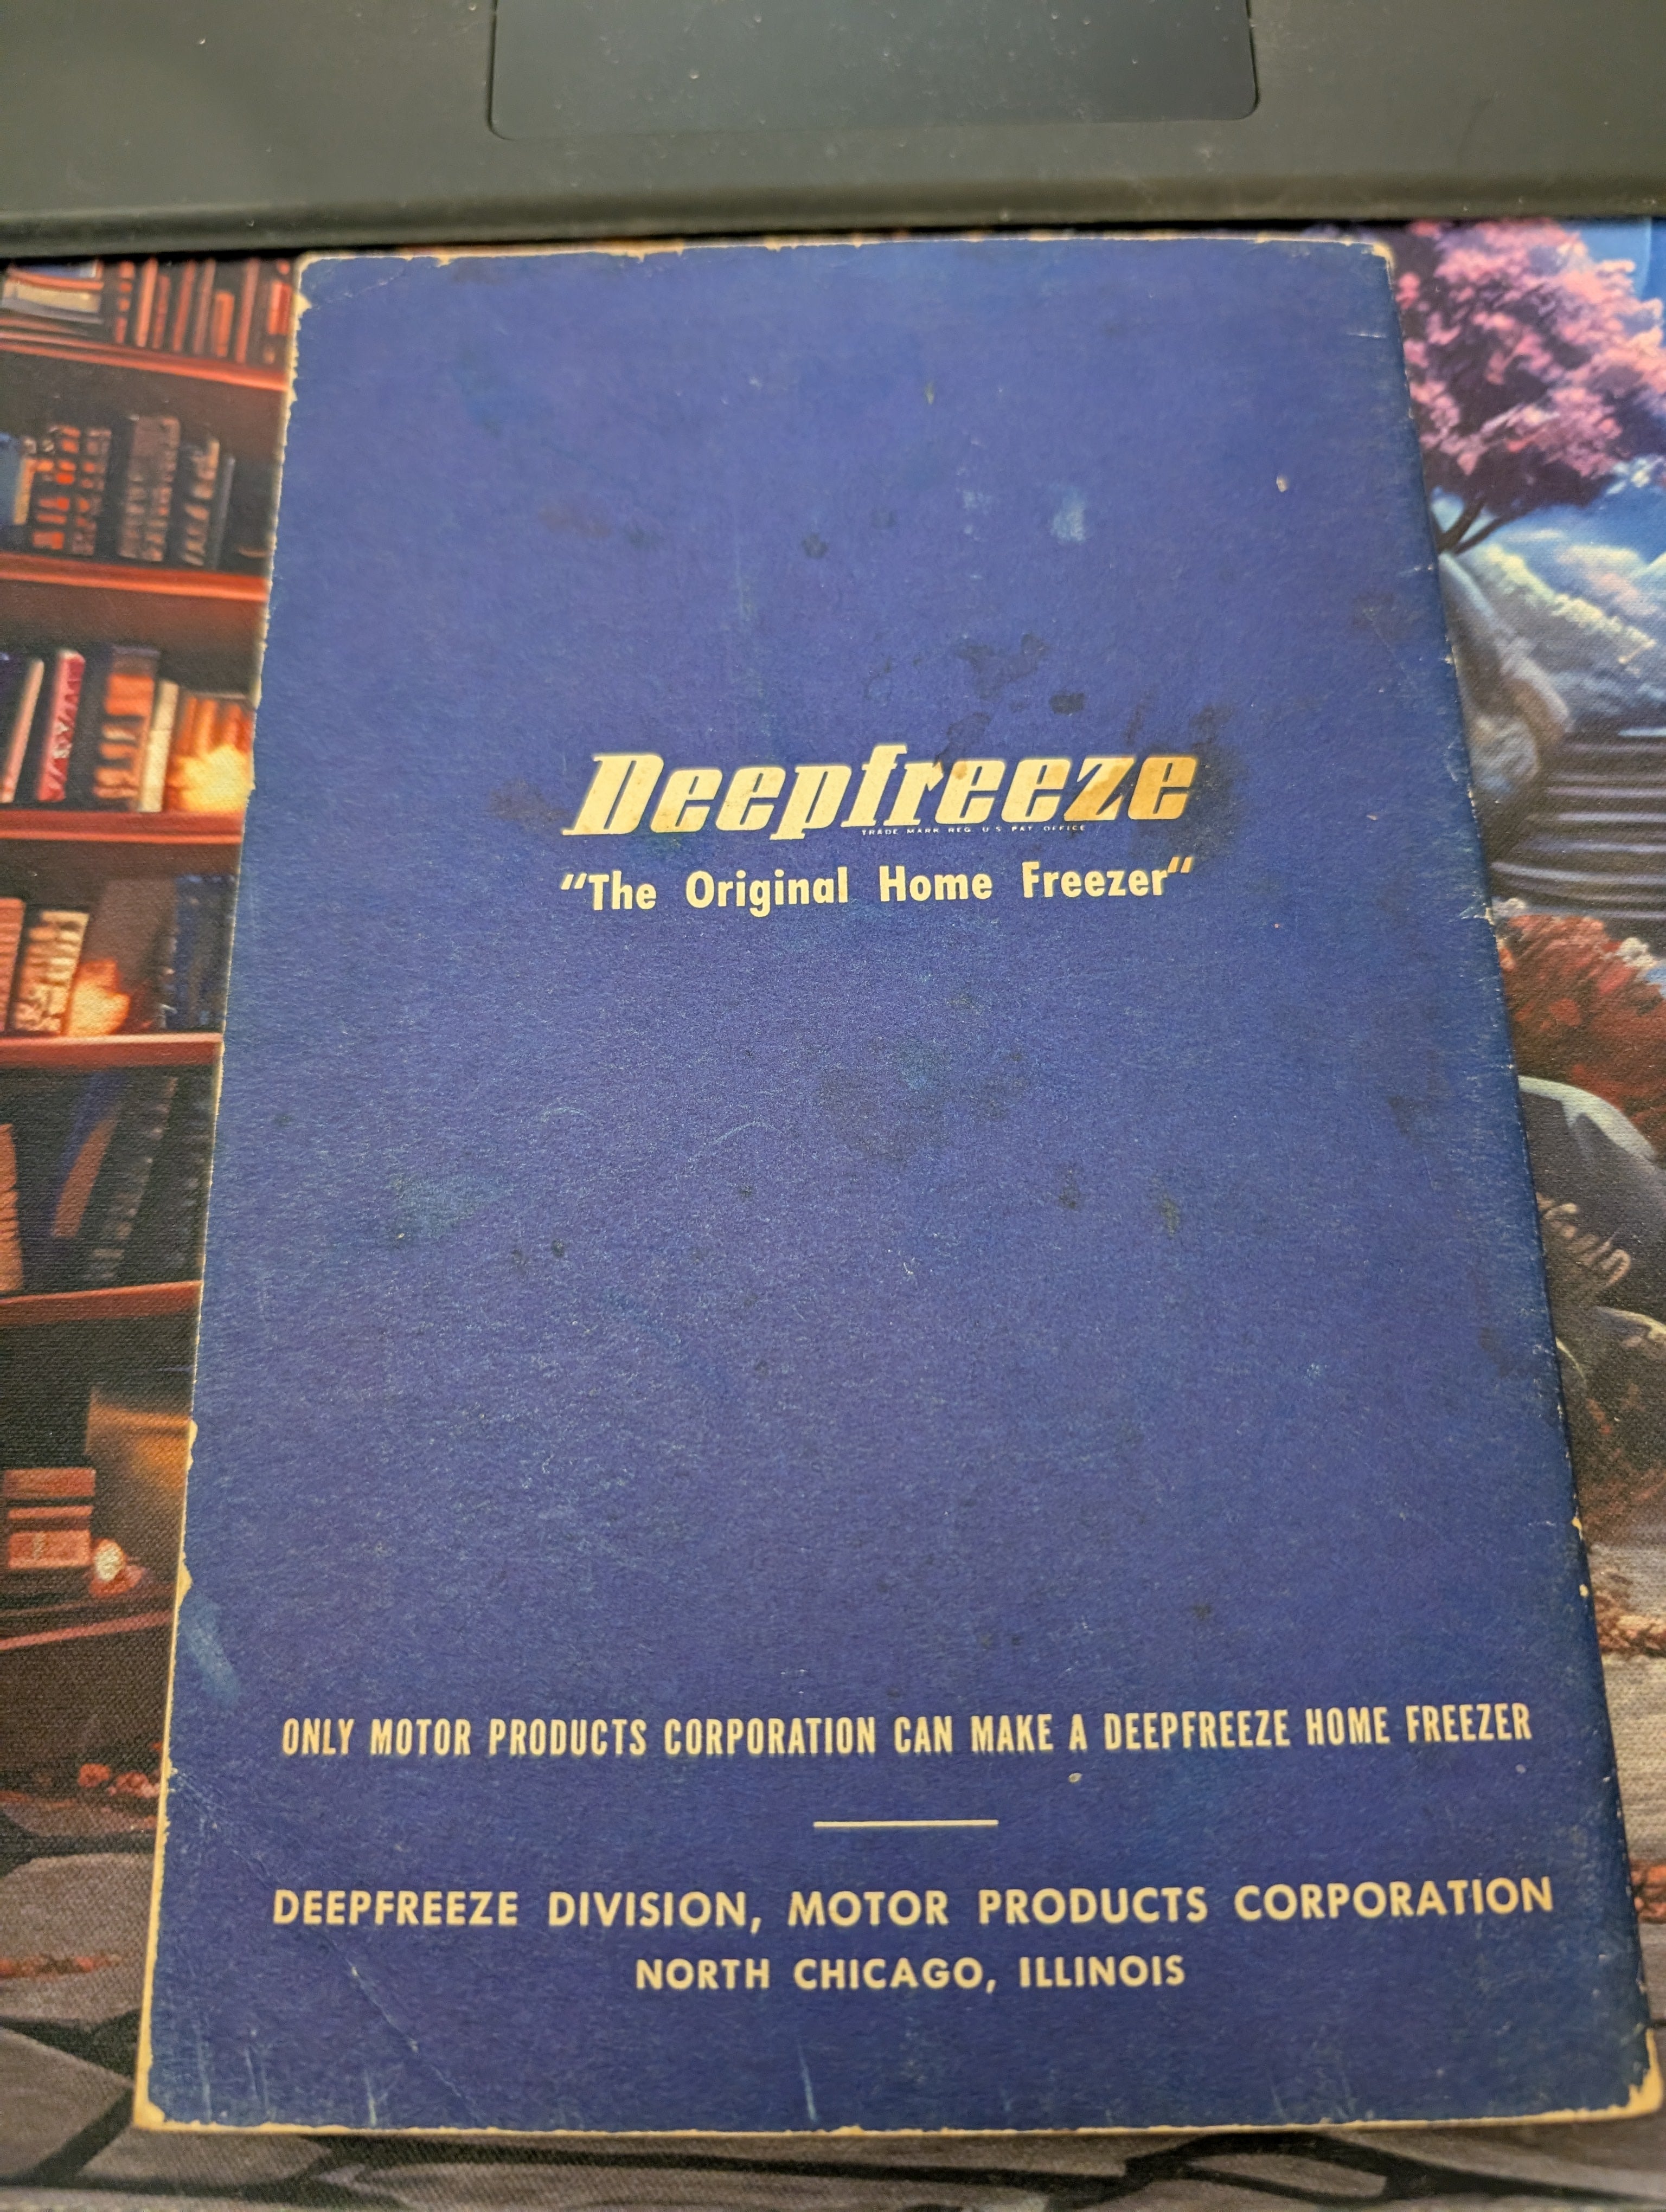 Deepfreeze
TRADE MARK REG. U.S. PAT. OFFICE
"The Original Home Freezer"
ONLY MOTOR PRODUCTS CORPORATION CAN MAKE A DEEPFREEZE HOME FREEZER
DEEPFREEZE DIVISION, MOTOR PRODUCTS CORPORATION
NORTH CHICAGO, ILLINOIS